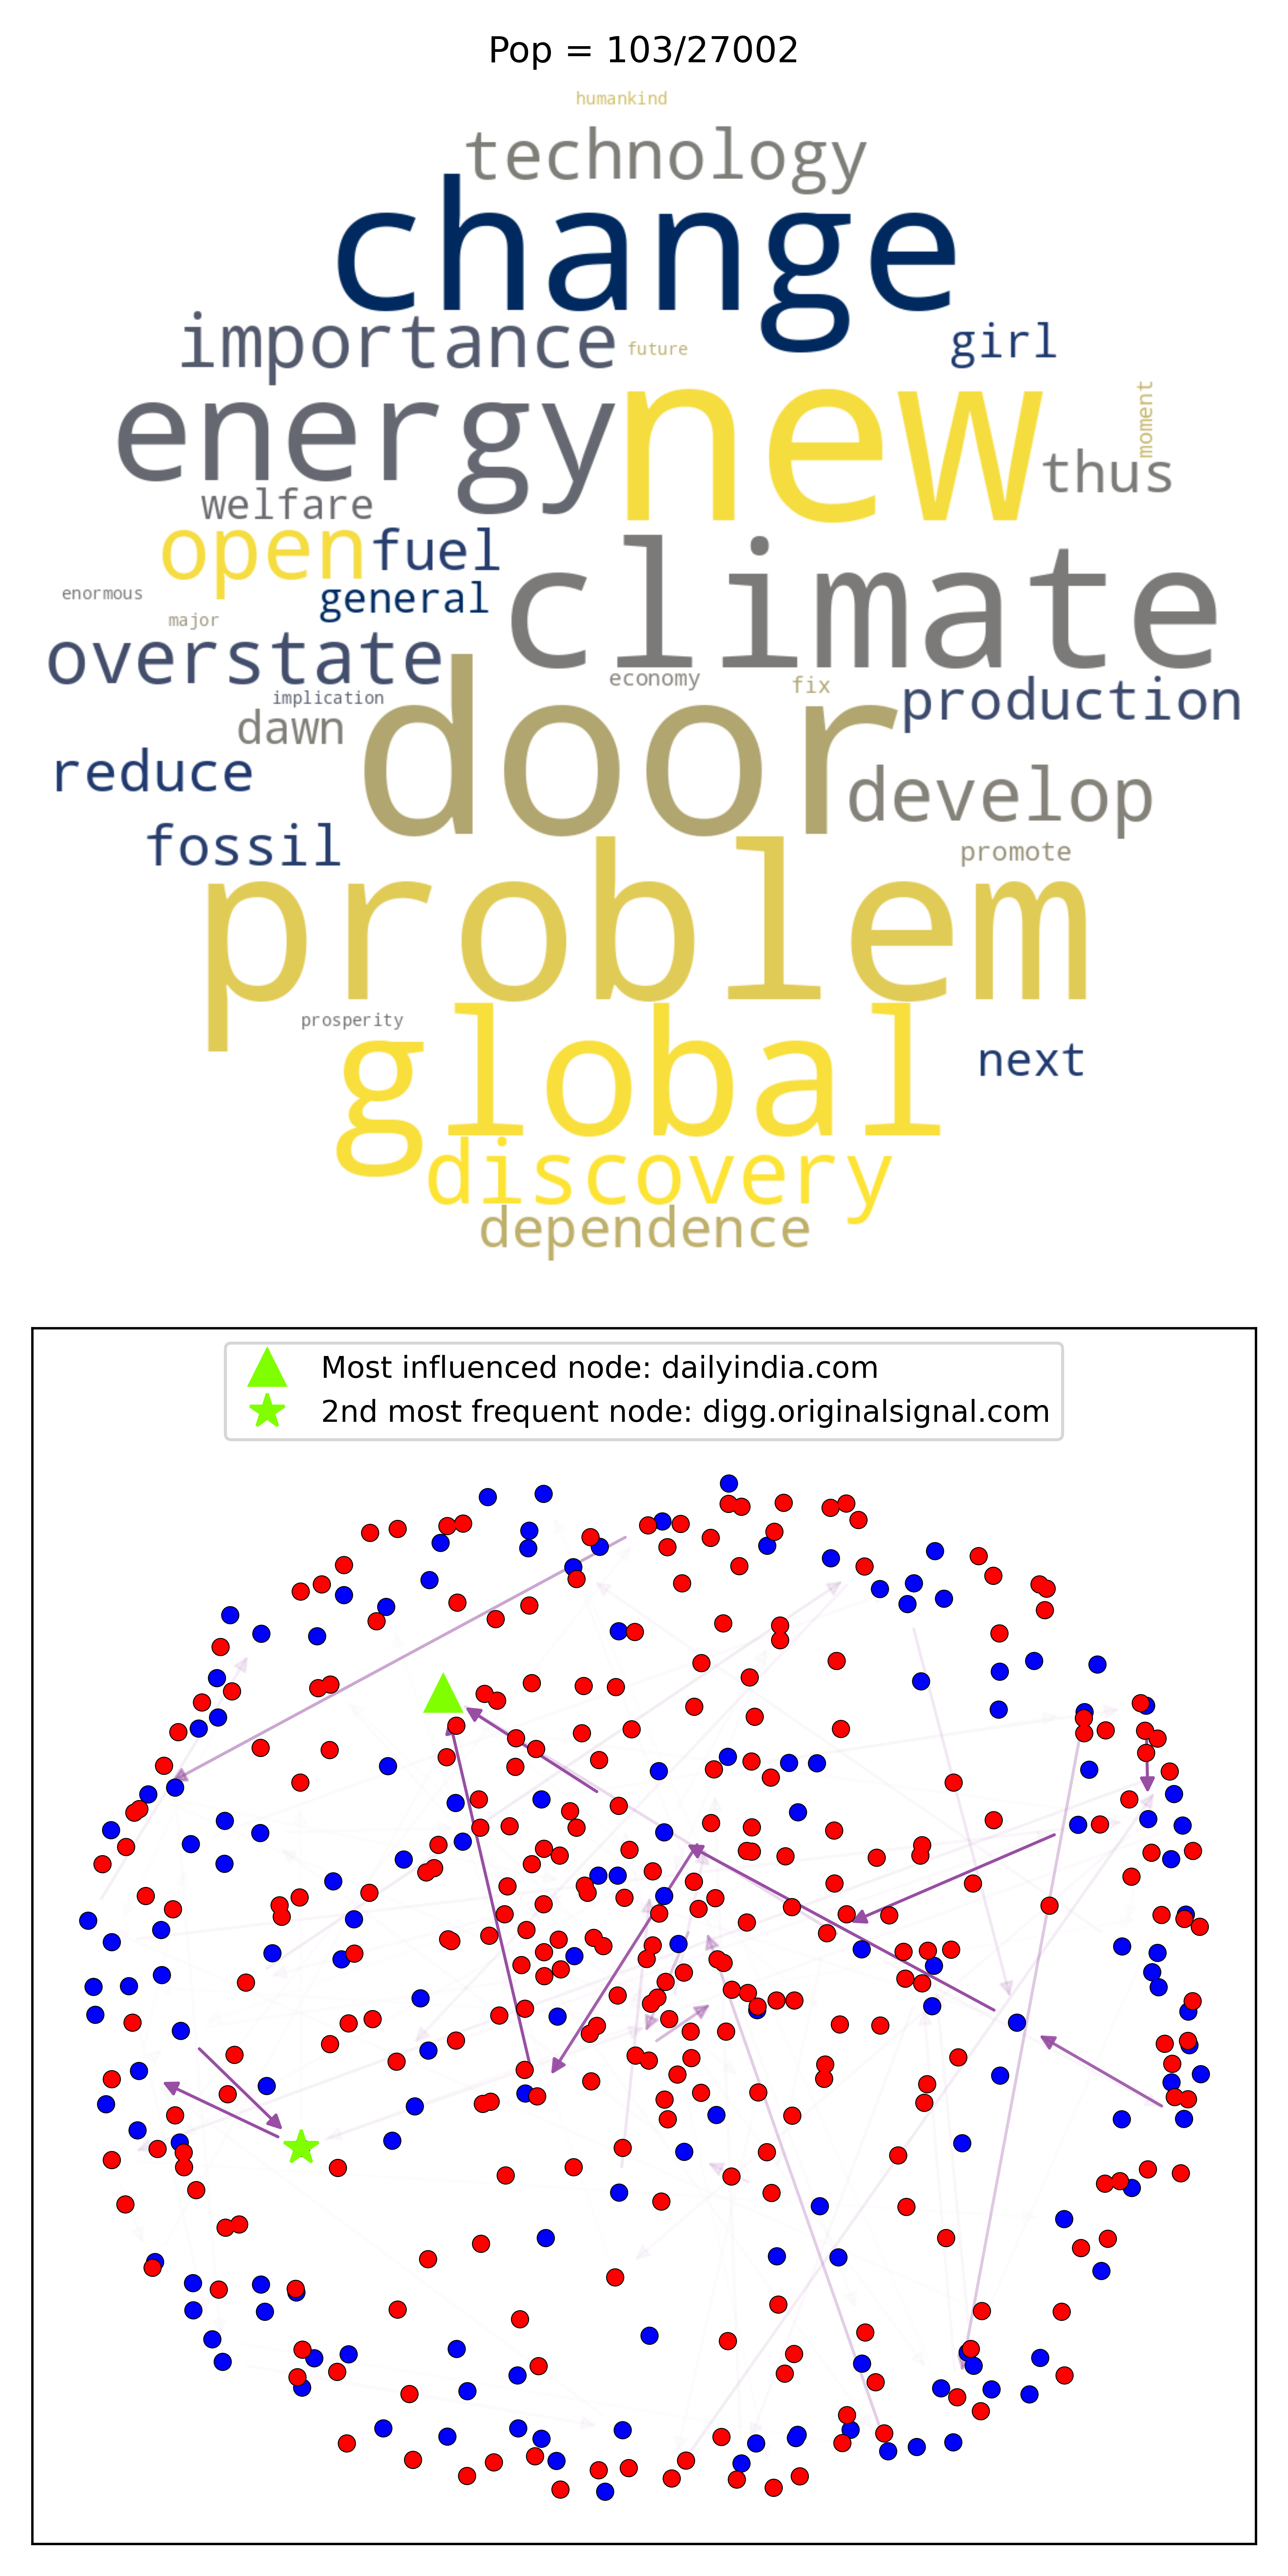 Pop = 103/27002
humankind
technology
change
importance
future
girl
energy
new
moment
thus
welfare
open
fuel
climate
enormous
general
major
overstate
economy
fix
production
implication
door
dawn
reduce
develop
fossil
promote
problem
prosperity
global
next
discovery
dependence
Most influenced node: dailyindia.com
2nd most frequent node: digg.originalsignal.com